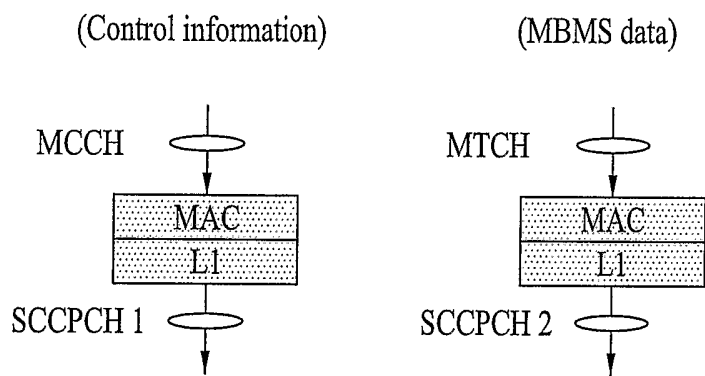 (Control information)
(MBMS data)
MCCH
MTCH
MAC
MAC
L1
L1
SCCPCH 1
SCCPCH 2